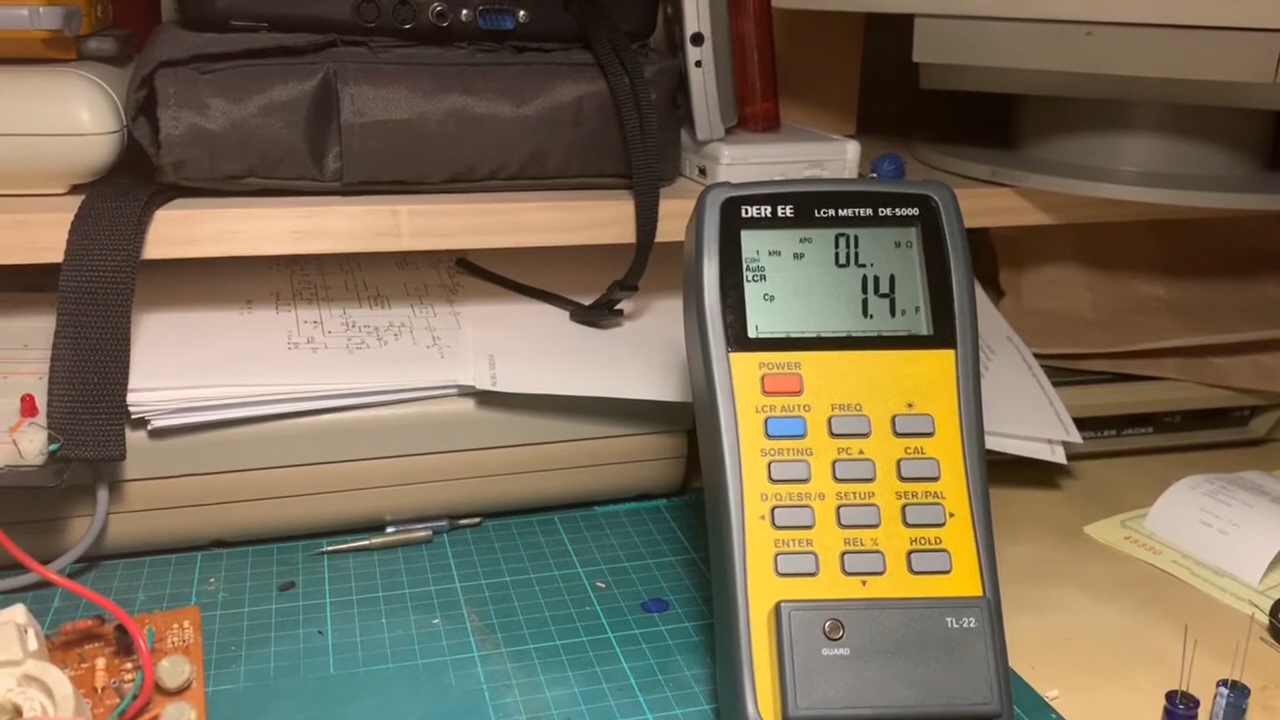 DER EE LCR METER DE-5000
APO
1 kHz RP OL. MΩ
Auto
LCR
Cp 1.4 pF
POWER
LCR AUTO FREQ ☀
SORTING PC ▲ CAL
D/Q/ESR/θ SETUP SER/PAL
◄ ►
ENTER REL % HOLD
▼
TL-22
GUARD
ROLLER JACKS
43330